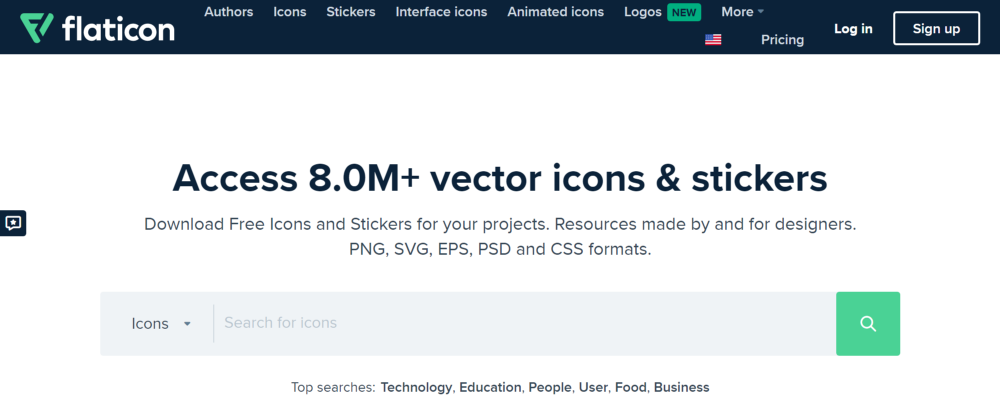 flaticon
Authors Icons Stickers Interface icons Animated icons Logos NEW More
Pricing
Log in
Sign up
Access 8.0M+ vector icons & stickers
Download Free Icons and Stickers for your projects. Resources made by and for designers.
PNG, SVG, EPS, PSD and CSS formats.
Icons Search for icons
Top searches: Technology, Education, People, User, Food, Business